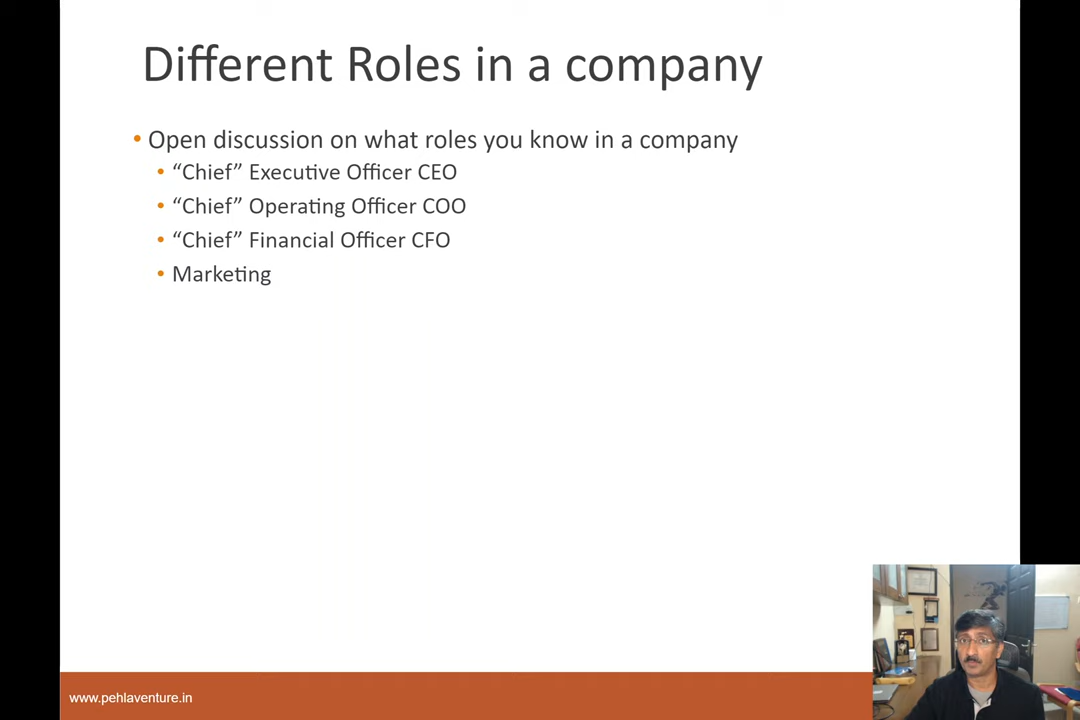 Different Roles in a company
• Open discussion on what roles you know in a company
• “Chief” Executive Officer CEO
• “Chief” Operating Officer COO
• “Chief” Financial Officer CFO
• Marketing
www.pehlaventure.in